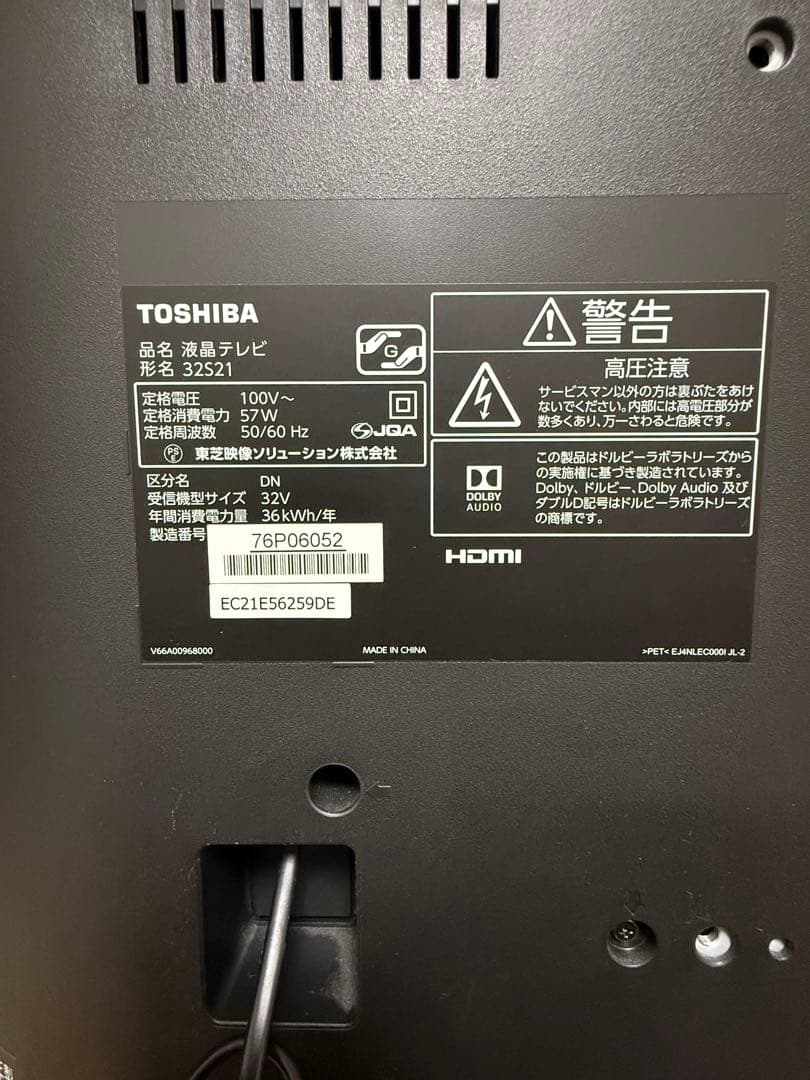 TOSHIBA
品名 液晶テレビ
形名 32S21
G
定格電圧 100V～
定格消費電力 57W
定格周波数 50/60 Hz
JQA
PS E 東芝映像ソリューション株式会社
区分名 DN
受信機型サイズ 32V
年間消費電力量 36kWh/年
製造番号
76P06052
EC21E56259DE
V66A00968000
MADE IN CHINA
警告
高圧注意
サービスマン以外の方は裏ぶたをあけ
ないでください。内部には高電圧部分が
数多くあり、万一さわると危険です。
DOLBY
AUDIO
この製品はドルビーラボラトリーズから
の実施権に基づき製造されています。
Dolby、ドルビー、Dolby Audio 及び
ダブルD記号はドルビーラボラトリーズ
の商標です。
HDMI
>PET< EJ4NLEC000I JL-2